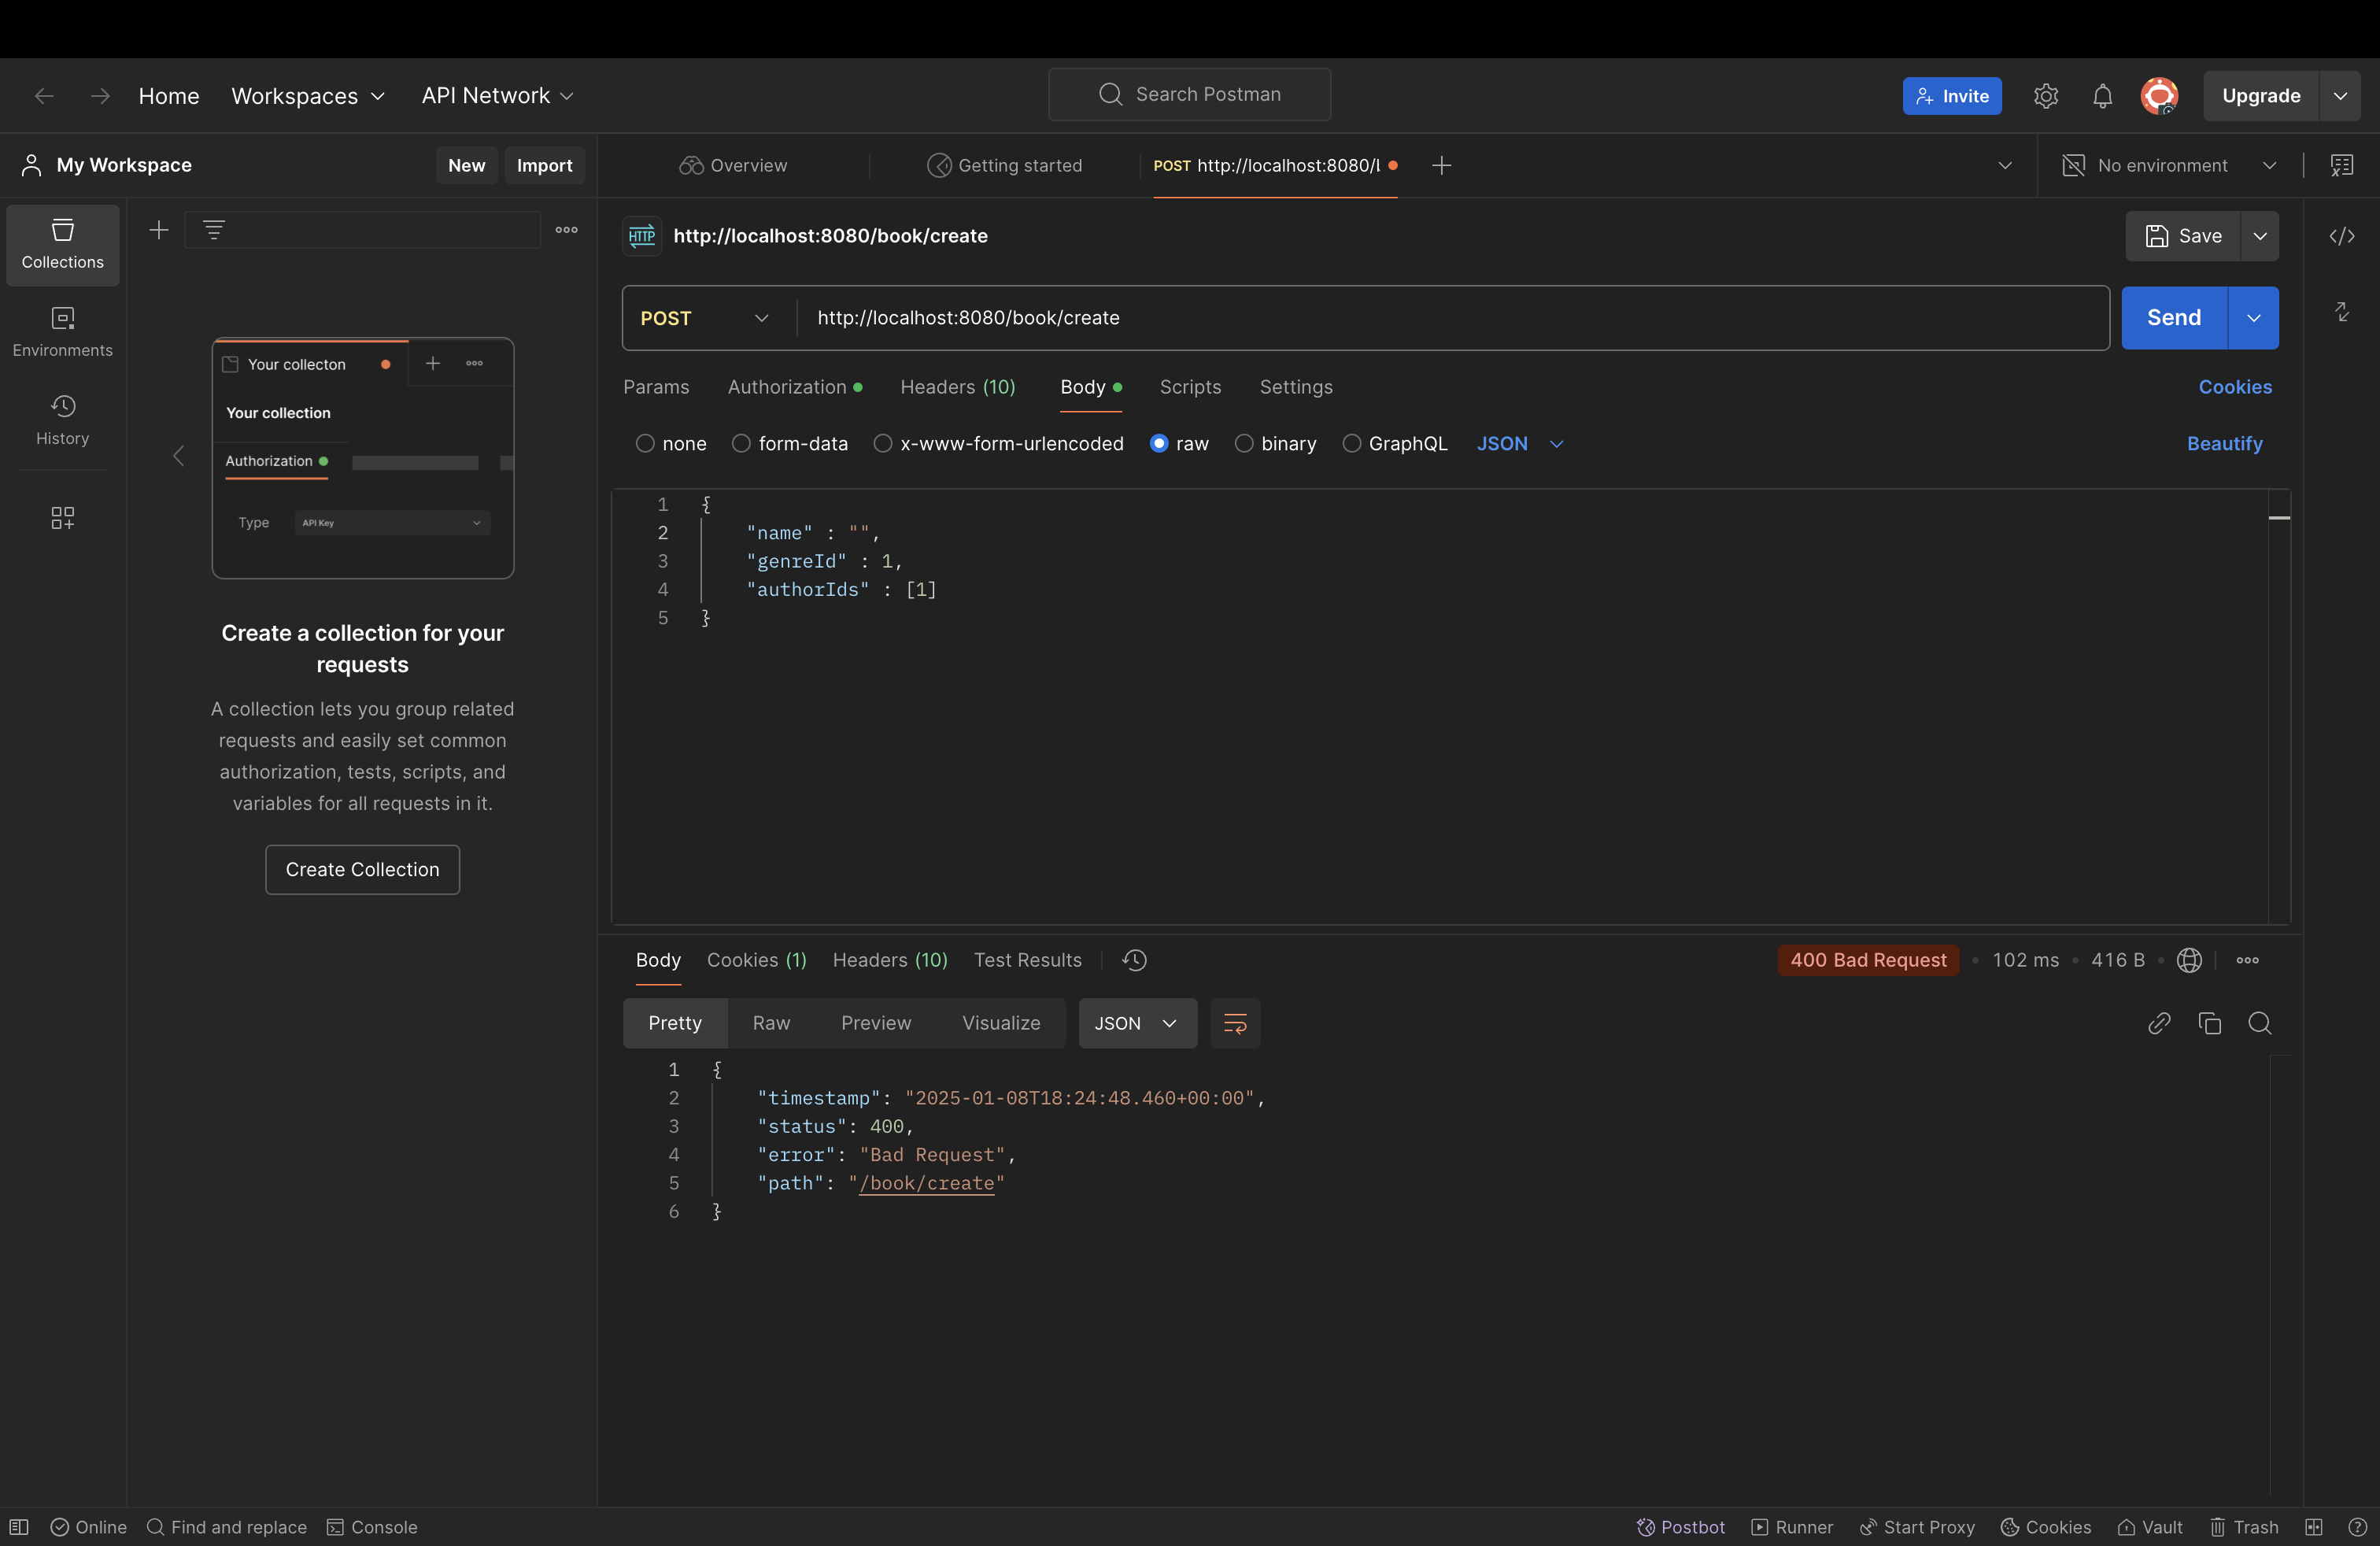 Home Workspaces API Network Search Postman Invite Upgrade
My Workspace New Import Overview Getting started POST http://localhost:8080/b No environment
Collections
Environments
History
Your collecton
Your collection
Authorization
Type API Key
Create a collection for your
requests
A collection lets you group related
requests and easily set common
authorization, tests, scripts, and
variables for all requests in it.
Create Collection
HTTP http://localhost:8080/book/create Save
POST http://localhost:8080/book/create Send
Params Authorization Headers (10) Body Scripts Settings Cookies
none form-data x-www-form-urlencoded raw binary GraphQL JSON Beautify
1 {
2 "name" : "",
3 "genreId" : 1,
4 "authorIds" : [1]
5 }
Body Cookies (1) Headers (10) Test Results 400 Bad Request • 102 ms • 416 B •
Pretty Raw Preview Visualize JSON
1 {
2 "timestamp": "2025-01-08T18:24:48.460+00:00",
3 "status": 400,
4 "error": "Bad Request",
5 "path": "/book/create"
6 }
Online Find and replace Console Postbot Runner Start Proxy Cookies Vault Trash